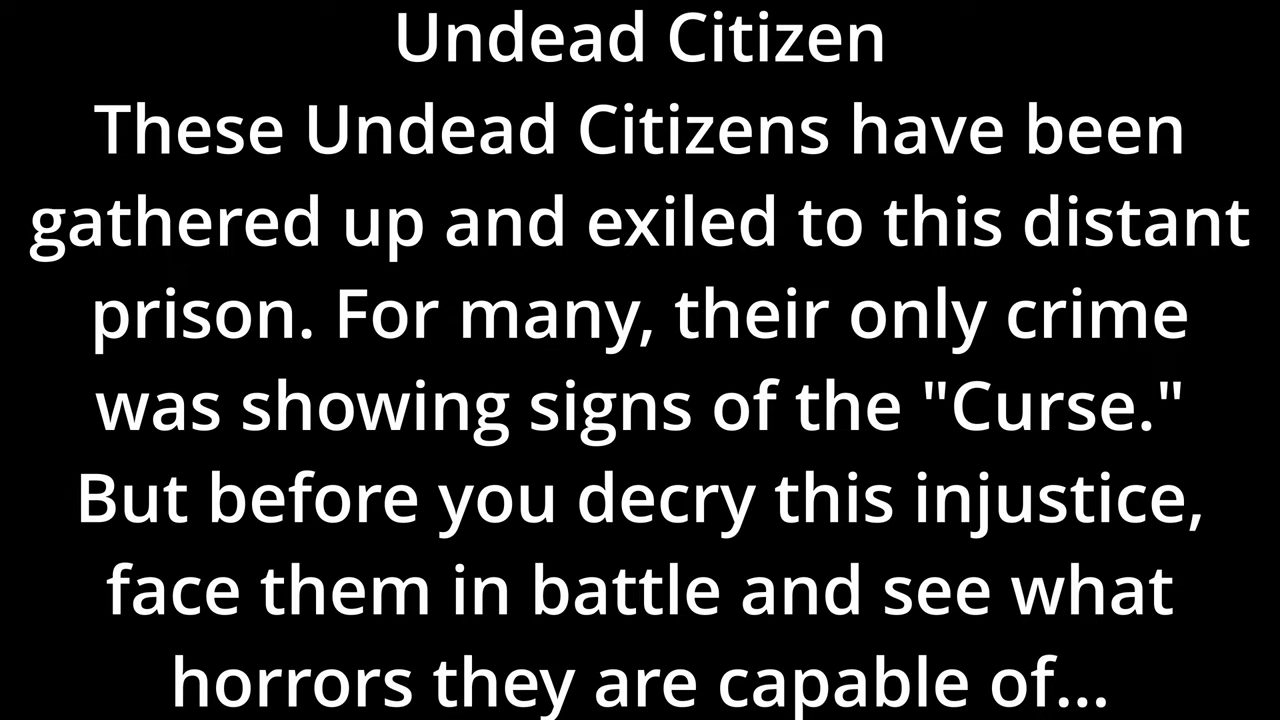 Undead Citizen
These Undead Citizens have been
gathered up and exiled to this distant
prison. For many, their only crime
was showing signs of the "Curse."
But before you decry this injustice,
face them in battle and see what
horrors they are capable of...